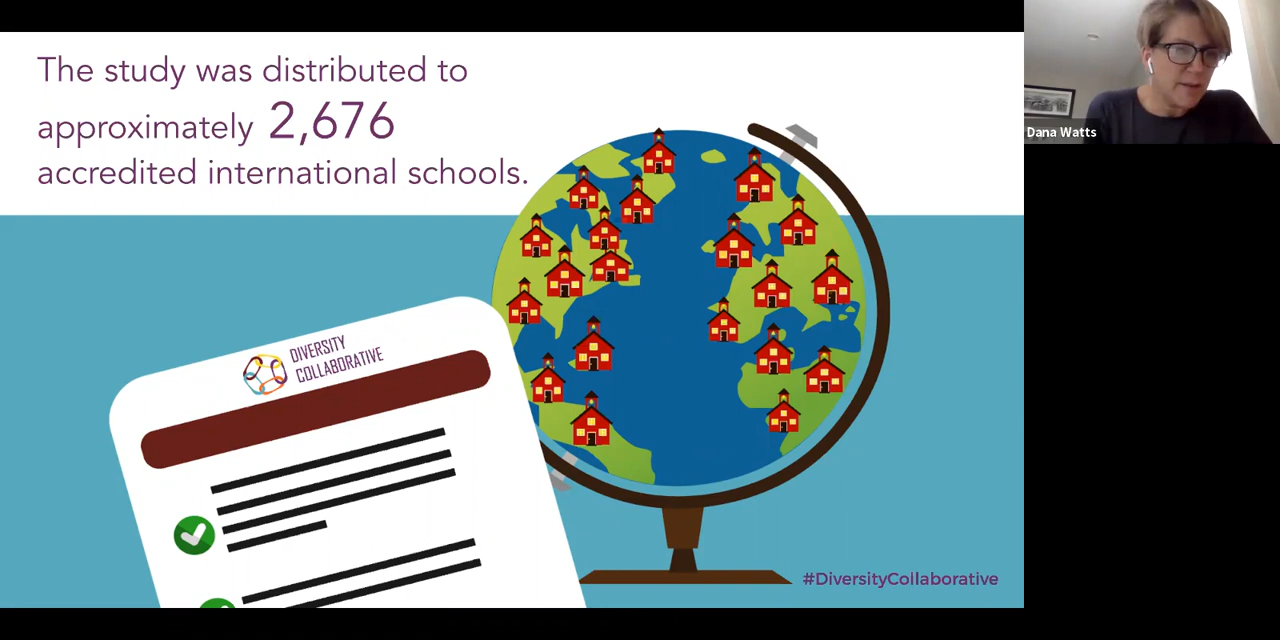 The study was distributed to
approximately 2,676
accredited international schools.
DIVERSITY
COLLABORATIVE
#DiversityCollaborative
Dana Watts